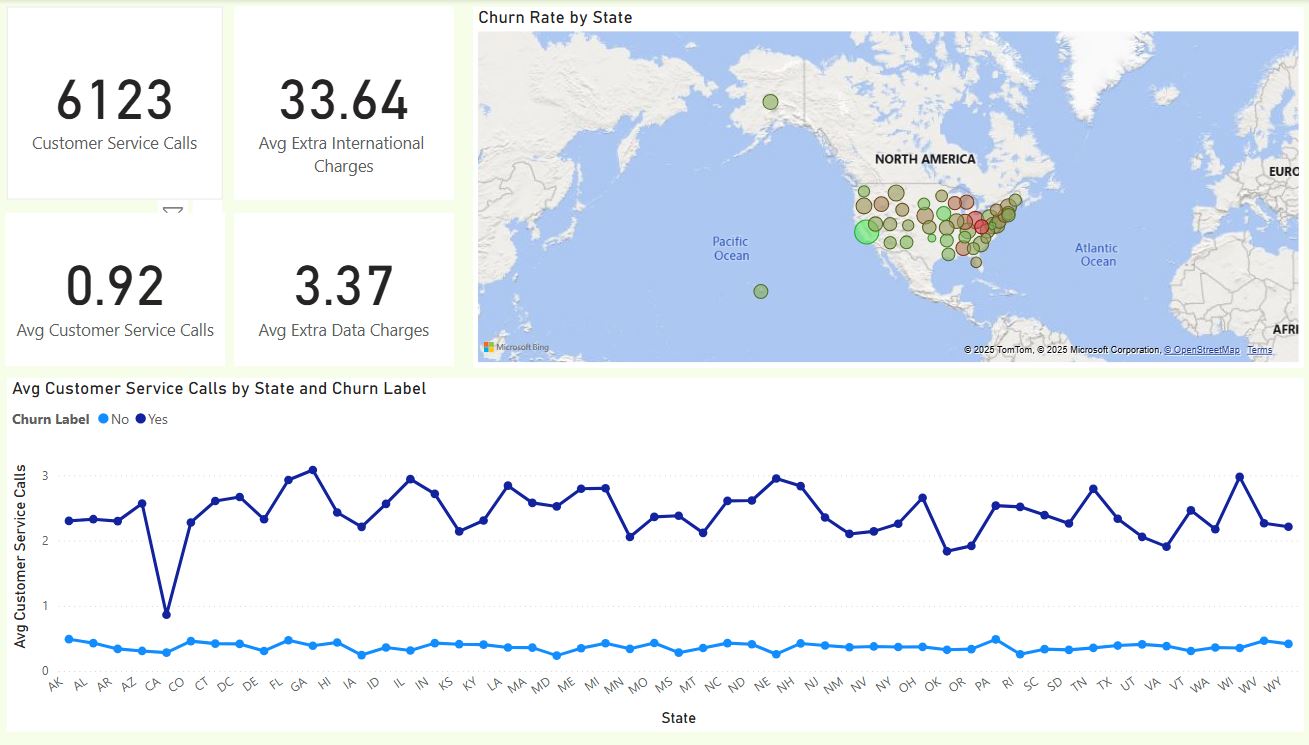 6123
Customer Service Calls
33.64
Avg Extra International
Charges
0.92
Avg Customer Service Calls
3.37
Avg Extra Data Charges
Churn Rate by State
NORTH AMERICA
EURO
Pacific
Ocean
Atlantic
Ocean
AFRI
Microsoft Bing
© 2025 TomTom, © 2025 Microsoft Corporation, © OpenStreetMap Terms
Avg Customer Service Calls by State and Churn Label
Churn Label No Yes
Avg Customer Service Calls
3
2
1
0
AK AL AR AZ CA CO CT DC DE FL GA HI IA ID IL IN KS KY LA MA MD ME MI MN MO MS MT NC ND NE NH NJ NM NV NY OH OK OR PA RI SC SD TN TX UT VA VT WA WI WV WY
State